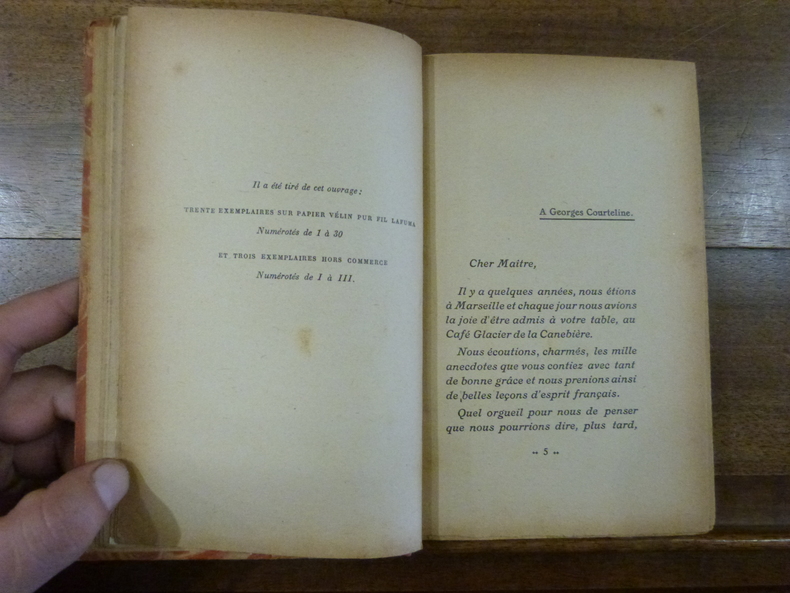 Il a été tiré de cet ouvrage :
TRENTE EXEMPLAIRES SUR PAPIER VÉLIN PUR FIL LAFUMA
Numérotés de 1 à 30
ET TROIS EXEMPLAIRES HORS COMMERCE
Numérotés de I à III.
A Georges Courteline.
Cher Maître,
Il y a quelques années, nous étions
à Marseille et chaque jour nous avions
la joie d'être admis à votre table, au
Café Glacier de la Canebière.
Nous écoutions, charmés, les mille
anecdotes que vous contiez avec tant
de bonne grâce et nous prenions ainsi
de belles leçons d'esprit français.
Quel orgueil pour nous de penser
que nous pourrions dire, plus tard,
-- 5 --